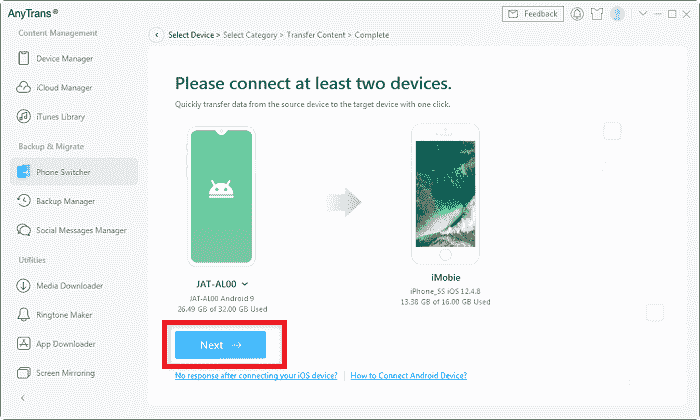 AnyTrans®
Feedback
Content Management
Device Manager
iCloud Manager
iTunes Library
Backup & Migrate
Phone Switcher
Backup Manager
Social Messages Manager
Utilities
Media Downloader
Ringtone Maker
App Downloader
Screen Mirroring
Select Device > Select Category > Transfer Content > Complete
Please connect at least two devices.
Quickly transfer data from the source device to the target device with one click.
JAT-AL00
JAT-AL00 Android 9
26.49 GB of 32.00 GB Used
iMobie
iPhone_5S iOS 12.4.8
13.38 GB of 16.00 GB Used
Next
No response after connecting your iOS device? | How to Connect Android Device?